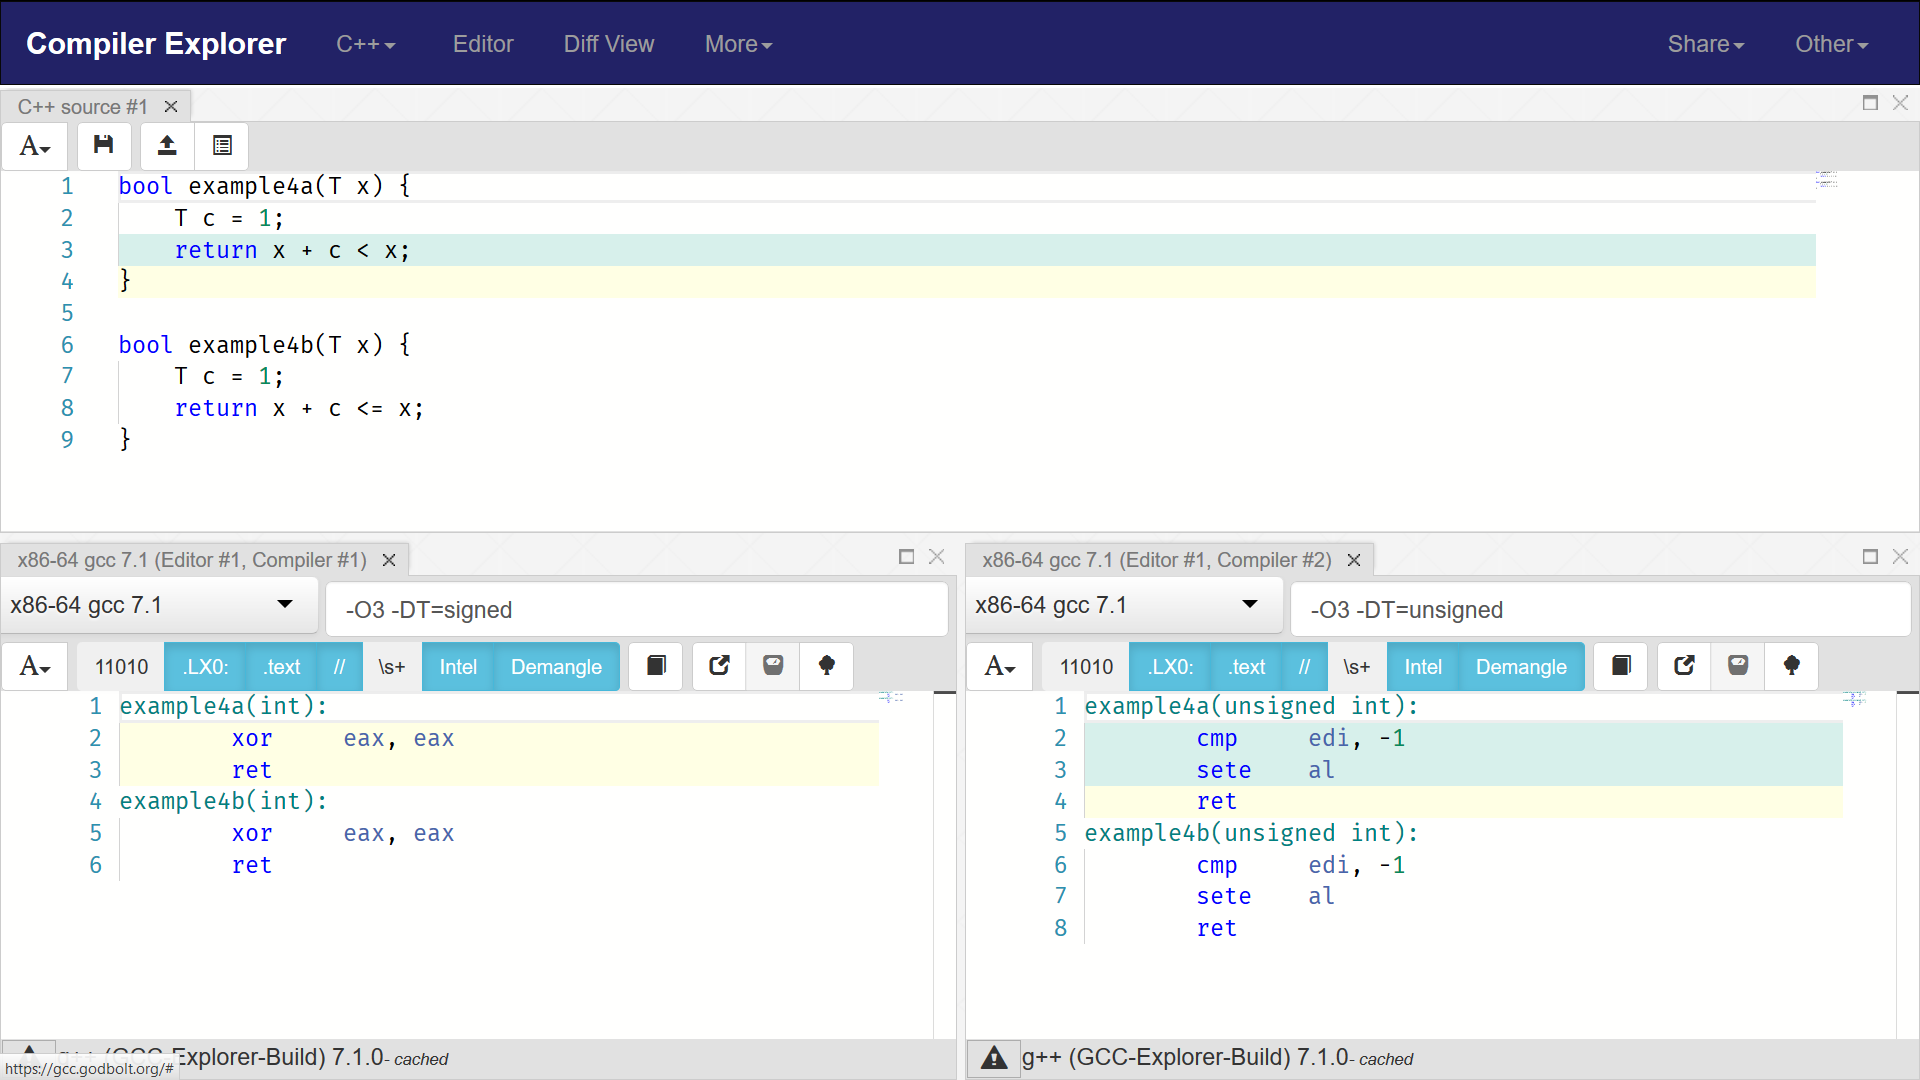 Compiler Explorer C++ Editor Diff View More Share Other
C++ source #1
A
1 bool example4a(T x) {
2 T c = 1;
3 return x + c < x;
4 }
5
6 bool example4b(T x) {
7 T c = 1;
8 return x + c <= x;
9 }
x86-64 gcc 7.1 (Editor #1, Compiler #1)
x86-64 gcc 7.1 -O3 -DT=signed
A 11010 .LX0: .text // \s+ Intel Demangle
1 example4a(int):
2 xor eax, eax
3 ret
4 example4b(int):
5 xor eax, eax
6 ret
g++ (GCC-Explorer-Build) 7.1.0- cached
https://gcc.godbolt.org/#
x86-64 gcc 7.1 (Editor #1, Compiler #2)
x86-64 gcc 7.1 -O3 -DT=unsigned
A 11010 .LX0: .text // \s+ Intel Demangle
1 example4a(unsigned int):
2 cmp edi, -1
3 sete al
4 ret
5 example4b(unsigned int):
6 cmp edi, -1
7 sete al
8 ret
g++ (GCC-Explorer-Build) 7.1.0- cached